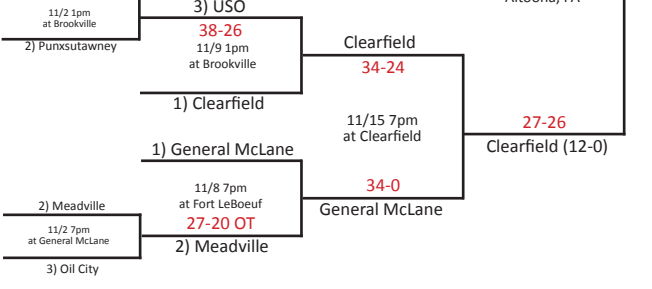 3) USO
Altoona, PA
11/2 1pm
at Brookville
2) Punxsutawney
38-26
11/9 1pm
at Brookville
Clearfield
34-24
1) Clearfield
11/15 7pm
at Clearfield
27-26
Clearfield (12-0)
1) General McLane
11/8 7pm
at Fort LeBoeuf
27-20 OT
34-0
General McLane
2) Meadville
11/2 7pm
at General McLane
2) Meadville
3) Oil City